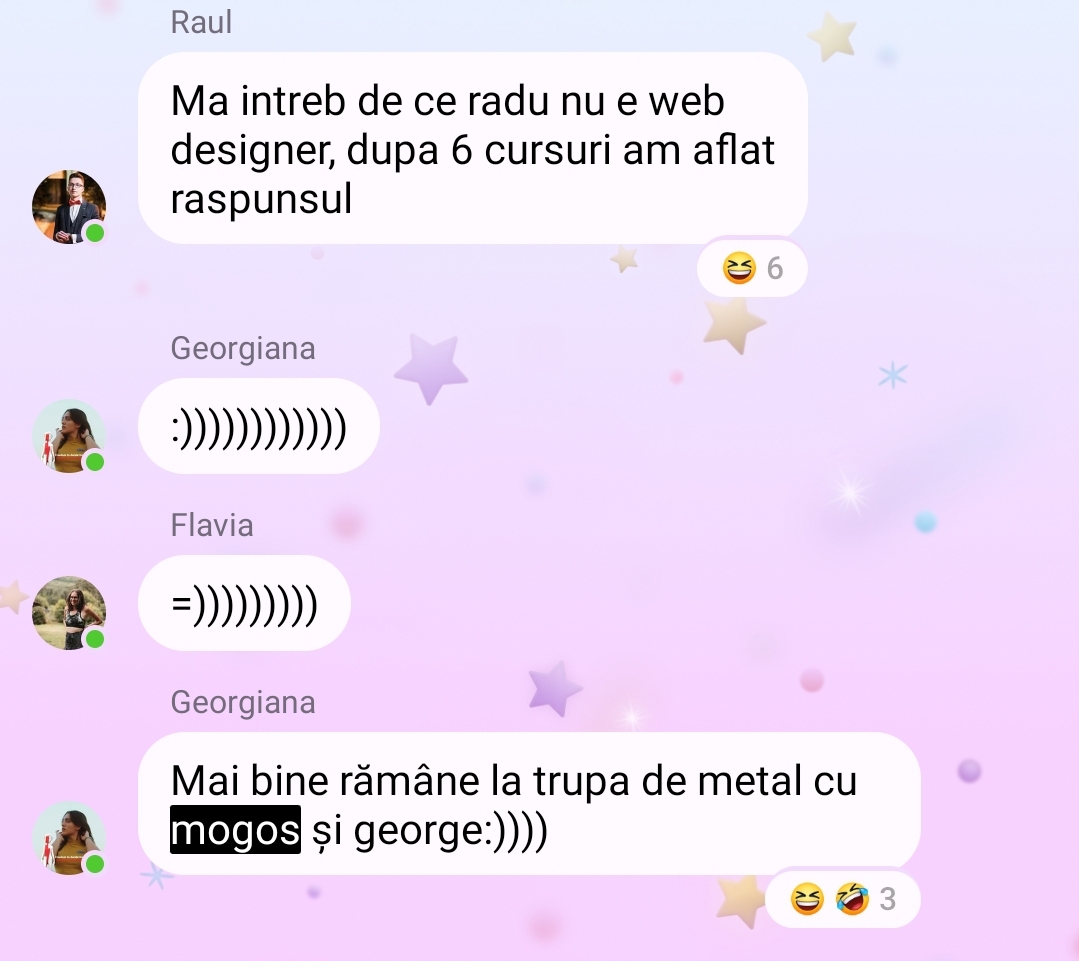 Raul
Ma intreb de ce radu nu e web
designer, dupa 6 cursuri am aflat
raspunsul
6
Georgiana
:))))))))))))
Flavia
=)))))))))
Georgiana
Mai bine rămâne la trupa de metal cu
mogos și george:))))
3